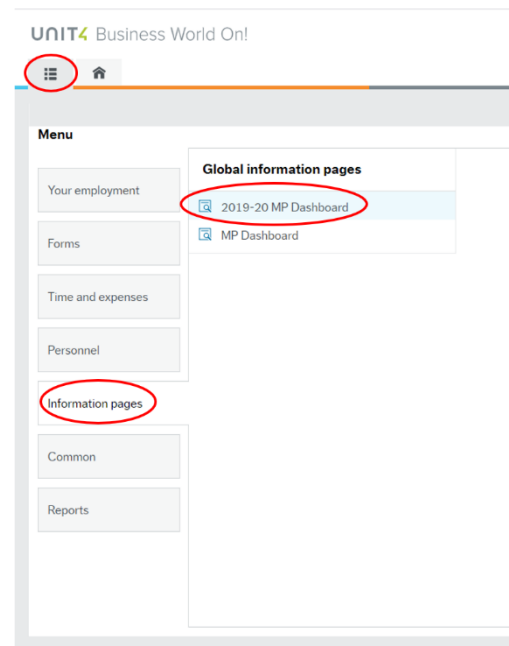 UNIT4 Business World On!
Menu
Global information pages
Your employment
2019-20 MP Dashboard
MP Dashboard
Forms
Time and expenses
Personnel
Information pages
Common
Reports